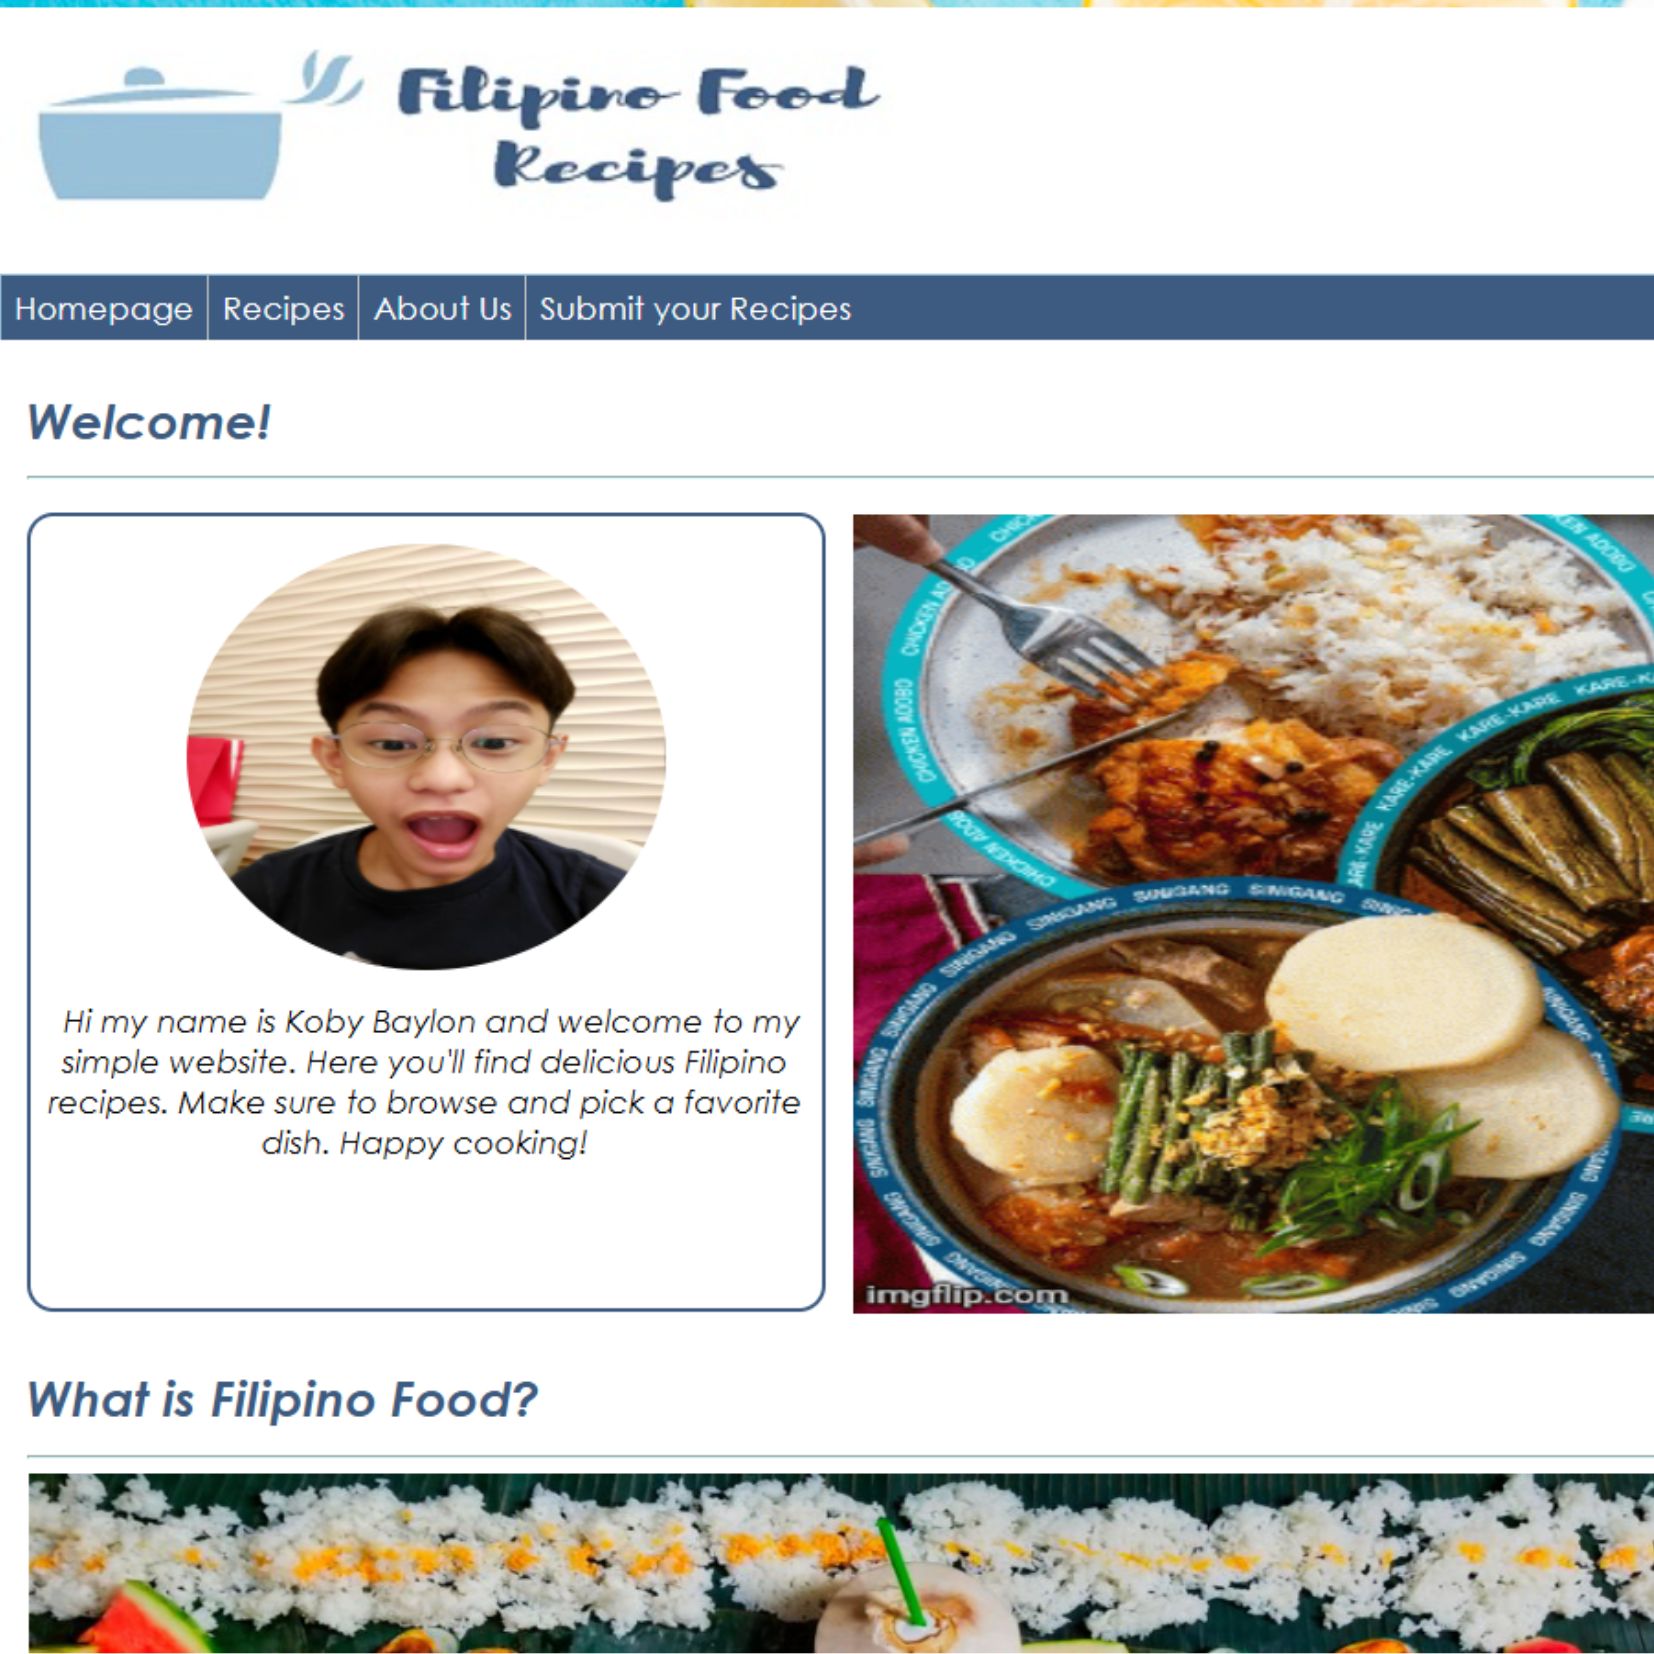 Filipino Food
Recipes
Homepage
Recipes
About Us
Submit your Recipes
Welcome!
Hi my name is Koby Baylon and welcome to my
simple website. Here you'll find delicious Filipino
recipes. Make sure to browse and pick a favorite
dish. Happy cooking!
CHICKEN ADOBO
CHICKEN ADOBO
CHICKEN ADOBO
KARE-KARE KARE-KARE KARE-KARE
SINIGANG SINIGANG SINIGANG SINIGANG SINIGANG
imgflip.com
What is Filipino Food?